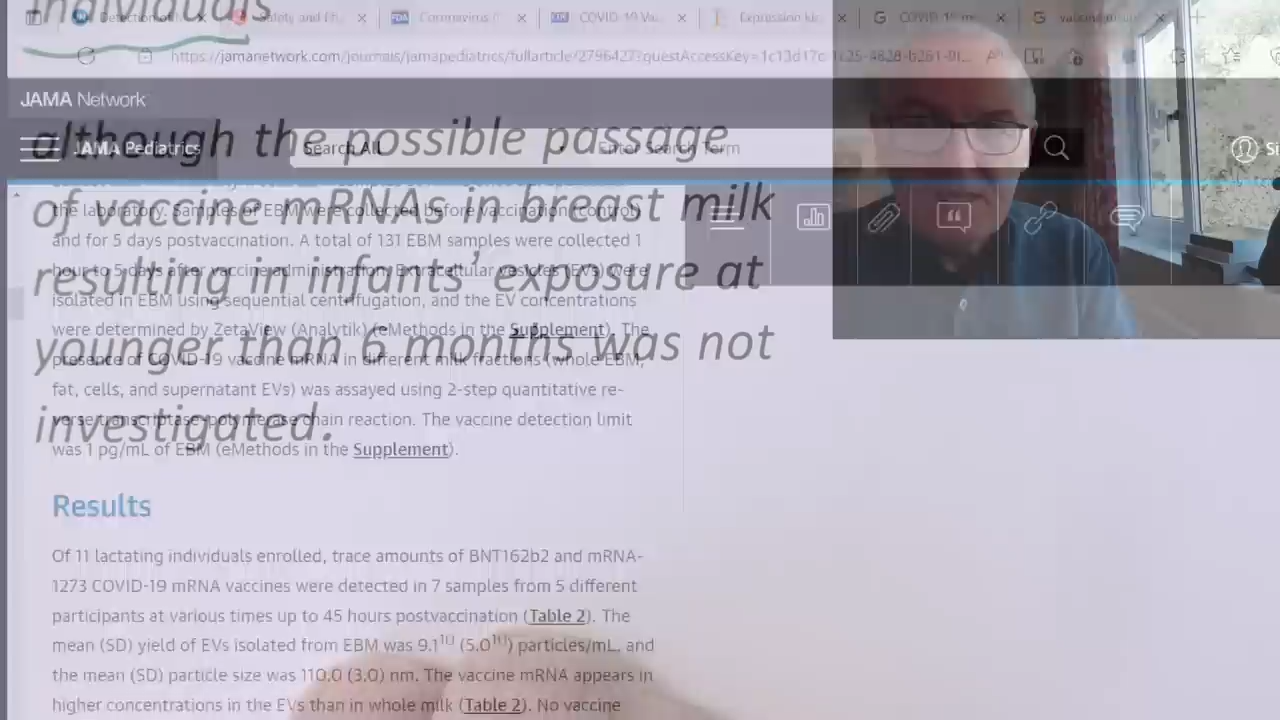 individuals
Detection of
Safety and Eff
FDA
Coronavirus
COVID-19 Va
Expression kin
COVID-19 m
https://jamanetwork.com/journals/jamapediatrics/fullarticle/2796427?guestAccessKey=1c13d17c
JAMA Network
although the possible passage
JAMA Pediatrics
Search All
Enter Search Term
Si
of vaccine mRNAs in breast milk
the laboratory. Samples of EBM were collected before vaccination (control)
and for 5 days postvaccination. A total of 131 EBM samples were collected 1
resulting in infants' exposure at
hour to 5 days after vaccine administration. Extracellular vesicles (EVs) were
isolated in EBM using sequential centrifugation, and the EV concentrations
were determined by ZetaView (Analytik) (eMethods in the Supplement). The
younger than 6 months was not
presence of COVID-19 vaccine mRNA in different milk fractions (whole EBM,
fat, cells, and supernatant EVs) was assayed using 2-step quantitative re-
investigated.
verse transcriptase-polymerase chain reaction. The vaccine detection limit
was 1 pg/mL of EBM (eMethods in the Supplement).
Results
Of 11 lactating individuals enrolled, trace amounts of BNT162b2 and mRNA-
1273 COVID-19 mRNA vaccines were detected in 7 samples from 5 different
participants at various times up to 45 hours postvaccination (Table 2). The
mean (SD) yield of EVs isolated from EBM was 9.1¹⁰ (5.0¹⁰) particles/mL, and
the mean (SD) particle size was 110.0 (3.0) nm. The vaccine mRNA appears in
higher concentrations in the EVs than in whole milk (Table 2). No vaccine